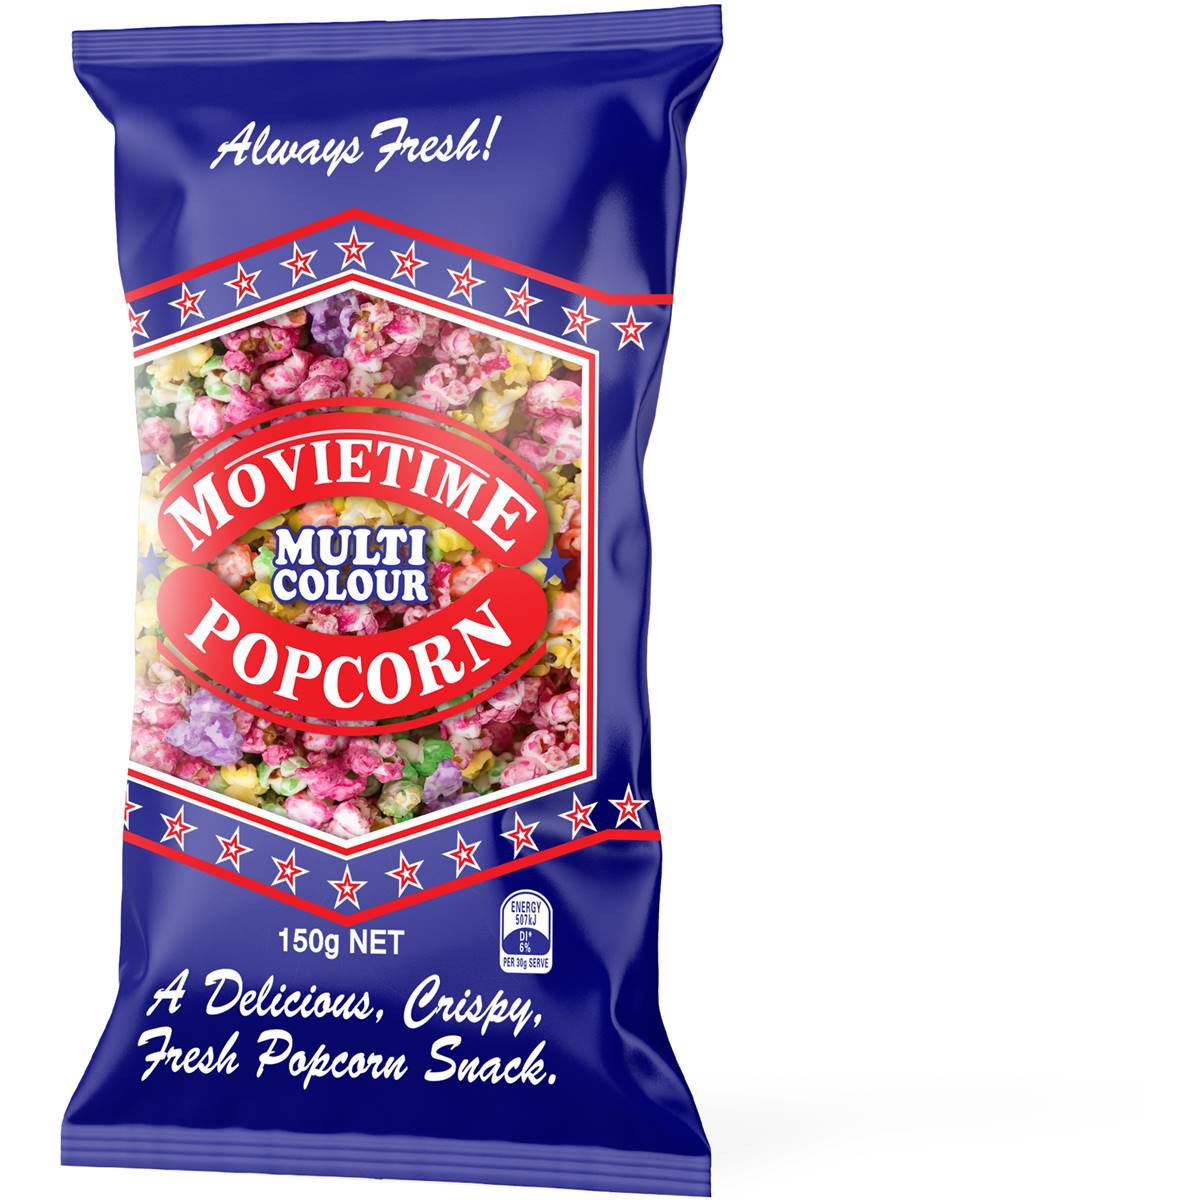 Always Fresh!
MOVIETIME
MULTI
COLOUR
POPCORN
150g NET
ENERGY
507kJ
DI*
6%
PER 30g SERVE
A Delicious, Crispy,
Fresh Popcorn Snack.